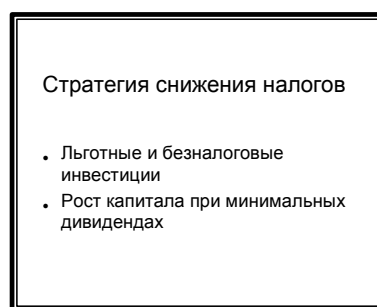 Стратегия снижения налогов
. Льготные и безналоговые
инвестиции
. Рост капитала при минимальных
дивидендах